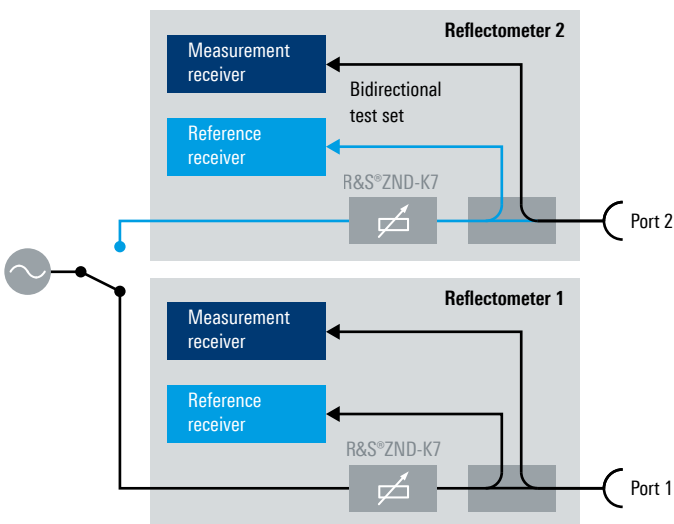 Reflectometer 2
Measurement
receiver
Bidirectional
test set
Reference
receiver
R&S®ZND-K7
Port 2
Reflectometer 1
Measurement
receiver
Reference
receiver
R&S®ZND-K7
Port 1